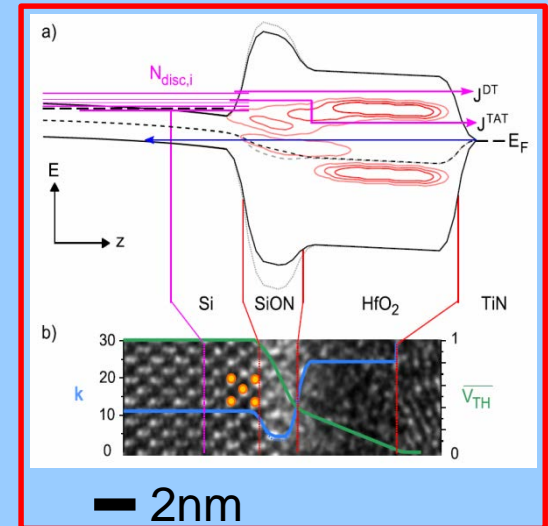 a)
N_disc,i
J^DT
J^TAT
E_F
E
z
Si SiON HfO₂ TiN
b)
30
20
10
0
k
1
0
V_TH
2nm